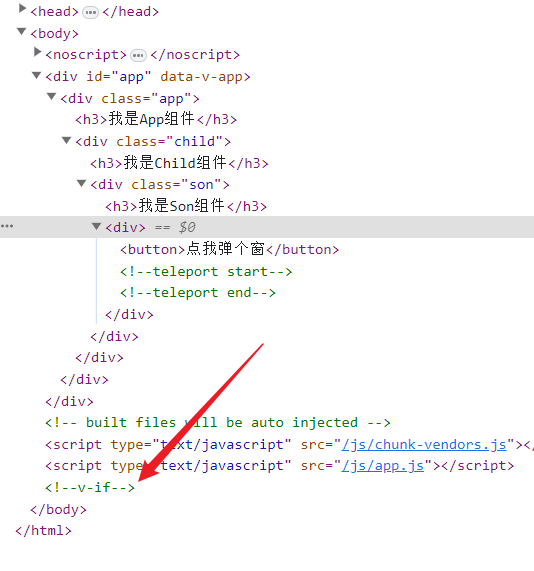 <head> ••• </head>
<body>
<noscript> ••• </noscript>
<div id="app" data-v-app>
<div class="app">
<h3>我是App组件</h3>
<div class="child">
<h3>我是Child组件</h3>
<div class="son">
<h3>我是Son组件</h3>
••• <div> == $0
<button>点我弹个窗</button>
<!--teleport start-->
<!--teleport end-->
</div>
</div>
</div>
</div>
</div>
<!-- built files will be auto injected -->
<script type="text/javascript" src="/js/chunk-vendors.js"></
<script type="text/javascript" src="/js/app.js"></script>
<!--v-if-->
</body>
</html>